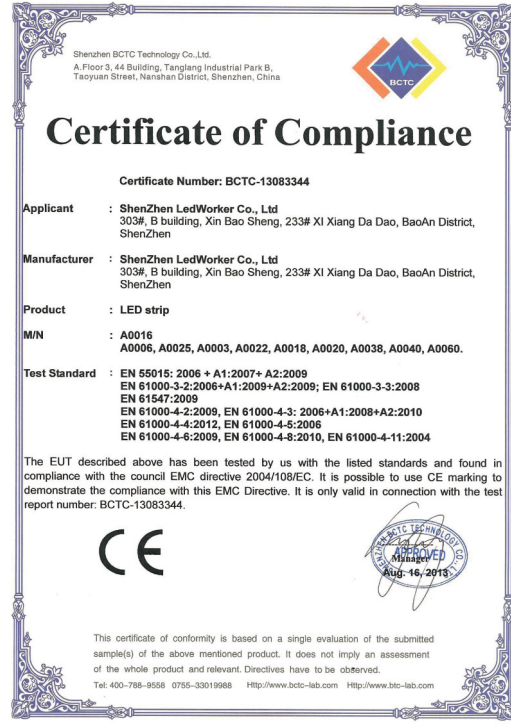 Shenzhen BCTC Technology Co.,Ltd.
A.Floor 3, 44 Building, Tanglang Industrial Park B,
Taoyuan Street, Nanshan District, Shenzhen, China
BCTC
Certificate of Compliance
Certificate Number: BCTC-13083344
Applicant : ShenZhen LedWorker Co., Ltd
303#, B building, Xin Bao Sheng, 233# XI Xiang Da Dao, BaoAn District,
ShenZhen
Manufacturer : ShenZhen LedWorker Co., Ltd
303#, B building, Xin Bao Sheng, 233# XI Xiang Da Dao, BaoAn District,
ShenZhen
Product : LED strip
M/N : A0016
A0006, A0025, A0003, A0022, A0018, A0020, A0038, A0040, A0060.
Test Standard : EN 55015: 2006 + A1:2007+ A2:2009
EN 61000-3-2:2006+A1:2009+A2:2009; EN 61000-3-3:2008
EN 61547:2009
EN 61000-4-2:2009, EN 61000-4-3: 2006+A1:2008+A2:2010
EN 61000-4-4:2012, EN 61000-4-5:2006
EN 61000-4-6:2009, EN 61000-4-8:2010, EN 61000-4-11:2004
The EUT described above has been tested by us with the listed standards and found in
compliance with the council EMC directive 2004/108/EC. It is possible to use CE marking to
demonstrate the compliance with this EMC Directive. It is only valid in connection with the test
report number: BCTC-13083344.
CE
SHENZHEN BCTC TECHNOLOGY CO., LTD
APPROVED
Manager
Aug. 16, 2013
This certificate of conformity is based on a single evaluation of the submitted
sample(s) of the above mentioned product. It does not imply an assessment
of the whole product and relevant. Directives have to be observed.
Tel: 400-788-9558 0755-33019988 Http://www.bctc-lab.com Http://www.btc-lab.com